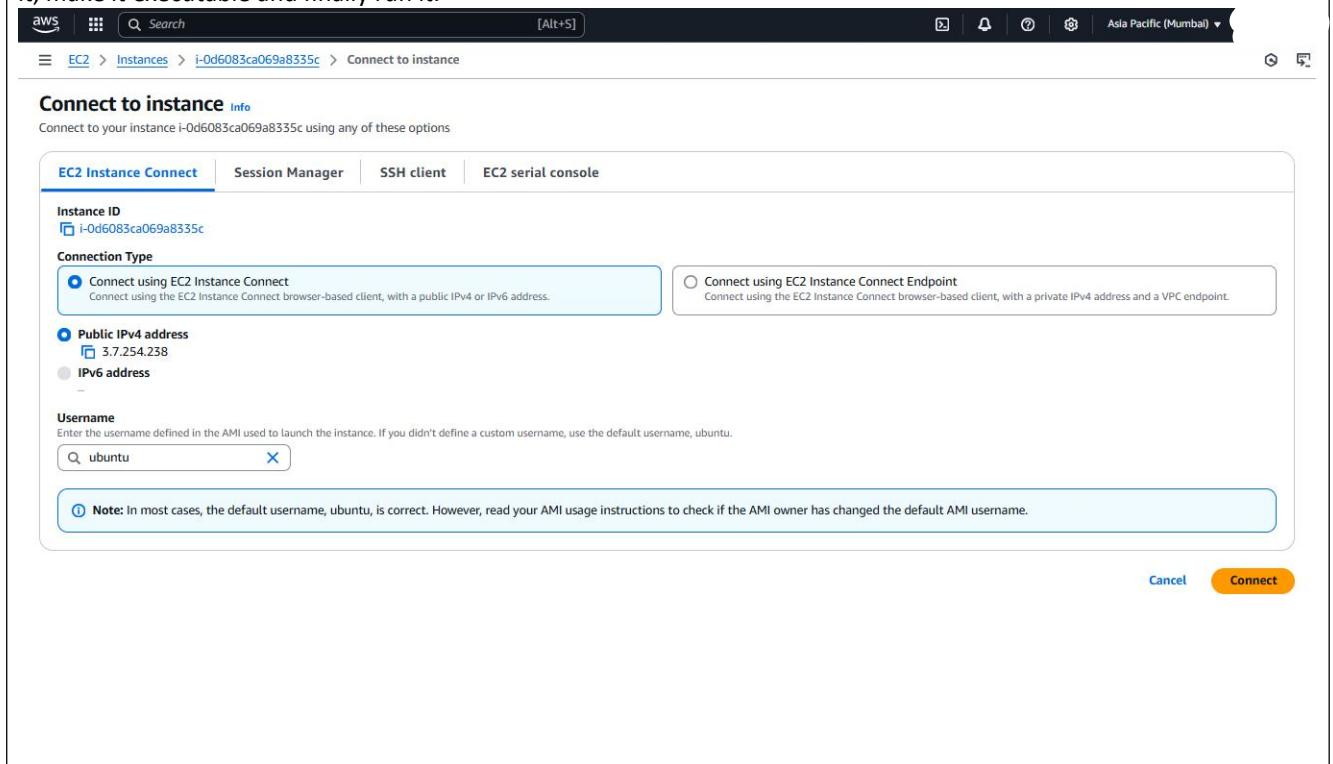 it, make it executable and finally run it.
aws Search [Alt+S] Asia Pacific (Mumbai)
EC2 > Instances > i-0d6083ca069a8335c > Connect to instance
Connect to instance Info
Connect to your instance i-0d6083ca069a8335c using any of these options
EC2 Instance Connect Session Manager SSH client EC2 serial console
Instance ID
i-0d6083ca069a8335c
Connection Type
Connect using EC2 Instance Connect
Connect using the EC2 Instance Connect browser-based client, with a public IPv4 or IPv6 address.
Connect using EC2 Instance Connect Endpoint
Connect using the EC2 Instance Connect browser-based client, with a private IPv4 address and a VPC endpoint.
Public IPv4 address
3.7.254.238
IPv6 address
–
Username
Enter the username defined in the AMI used to launch the instance. If you didn't define a custom username, use the default username, ubuntu.
ubuntu
Note: In most cases, the default username, ubuntu, is correct. However, read your AMI usage instructions to check if the AMI owner has changed the default AMI username.
Cancel Connect